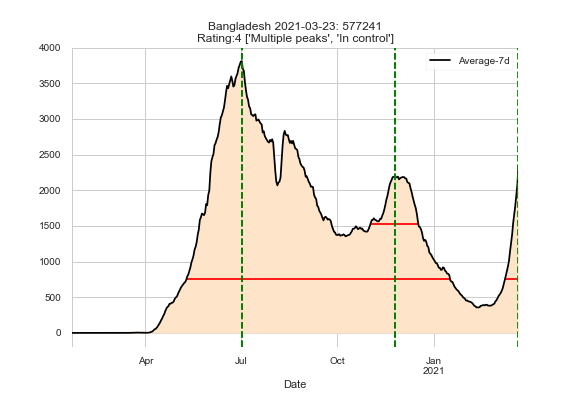 Bangladesh 2021-03-23: 577241
Rating:4 ['Multiple peaks', 'In control']
4000
3500
3000
2500
2000
1500
1000
500
0
Average-7d
Apr
Jul
Oct
Jan
2021
Date